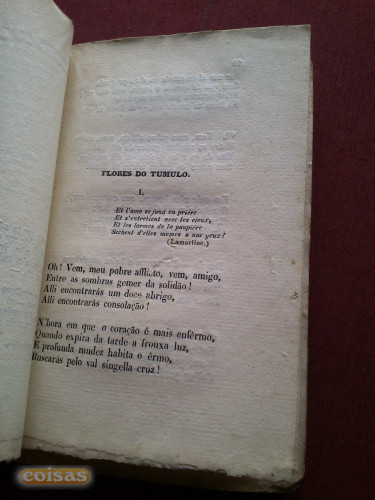 FLORES DO TUMULO.
I.
Et l'ame se fond en prière
Et s'entretient avec les cieux,
Et les larmes de la paupière
Sèchent d'elles memes a nos yeux!
(Lamartine.)
Oh! Vem, meu pobre afflicto, vem, amigo,
Entre as sombras gemer da solidão!
Alli encontrarás um doce abrigo,
Alli encontrarás consolação!
N'hora em que o coração é mais enfêrmo,
Quando expira da tarde a frouxa luz,
E profunda mudez habita o êrmo,
Buscarás pelo val singella cruz!
coisas